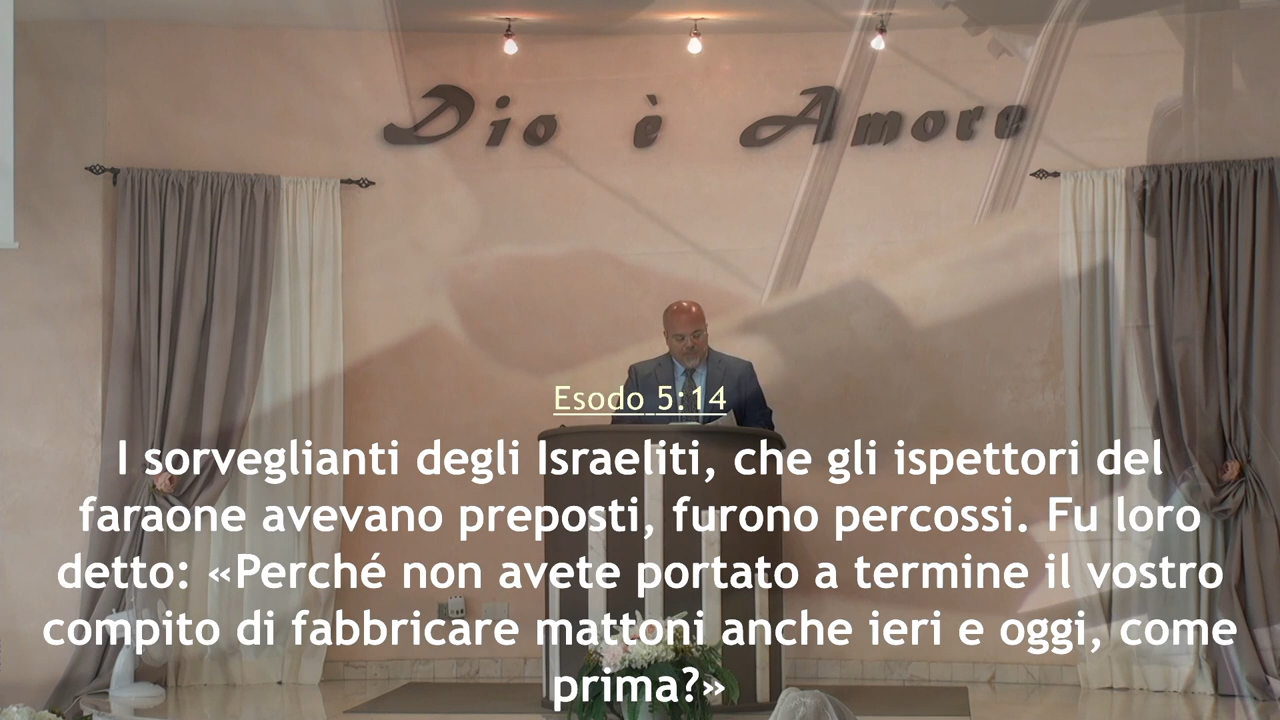 Dio è Amore
Esodo 5:14
I sorveglianti degli Israeliti, che gli ispettori del
faraone avevano preposti, furono percossi. Fu loro
detto: «Perché non avete portato a termine il vostro
compito di fabbricare mattoni anche ieri e oggi, come
prima?»